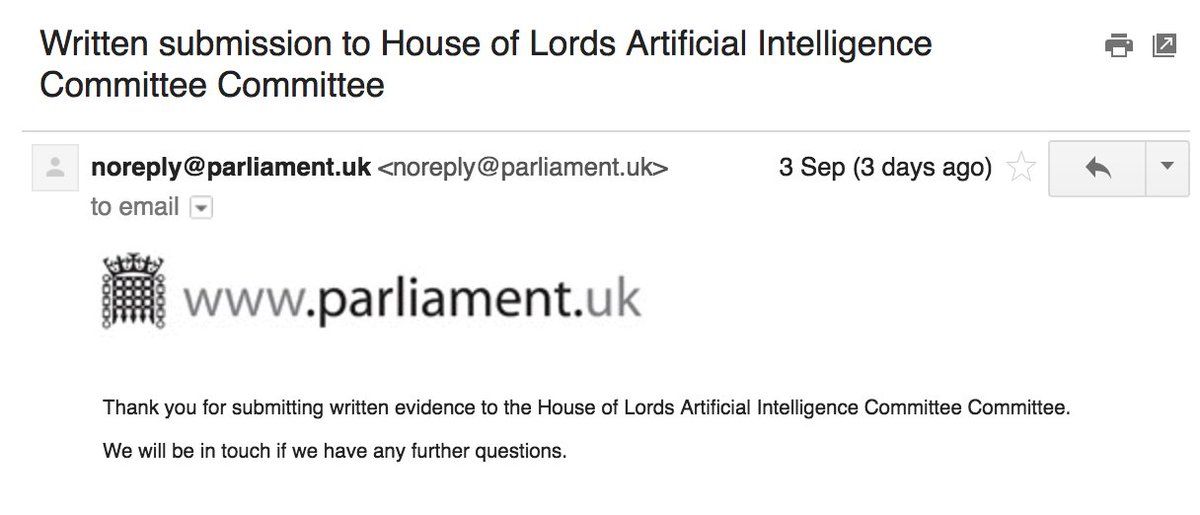 Written submission to House of Lords Artificial Intelligence
Committee Committee
noreply@parliament.uk <noreply@parliament.uk> 3 Sep (3 days ago)
to email
www.parliament.uk
Thank you for submitting written evidence to the House of Lords Artificial Intelligence Committee Committee.
We will be in touch if we have any further questions.